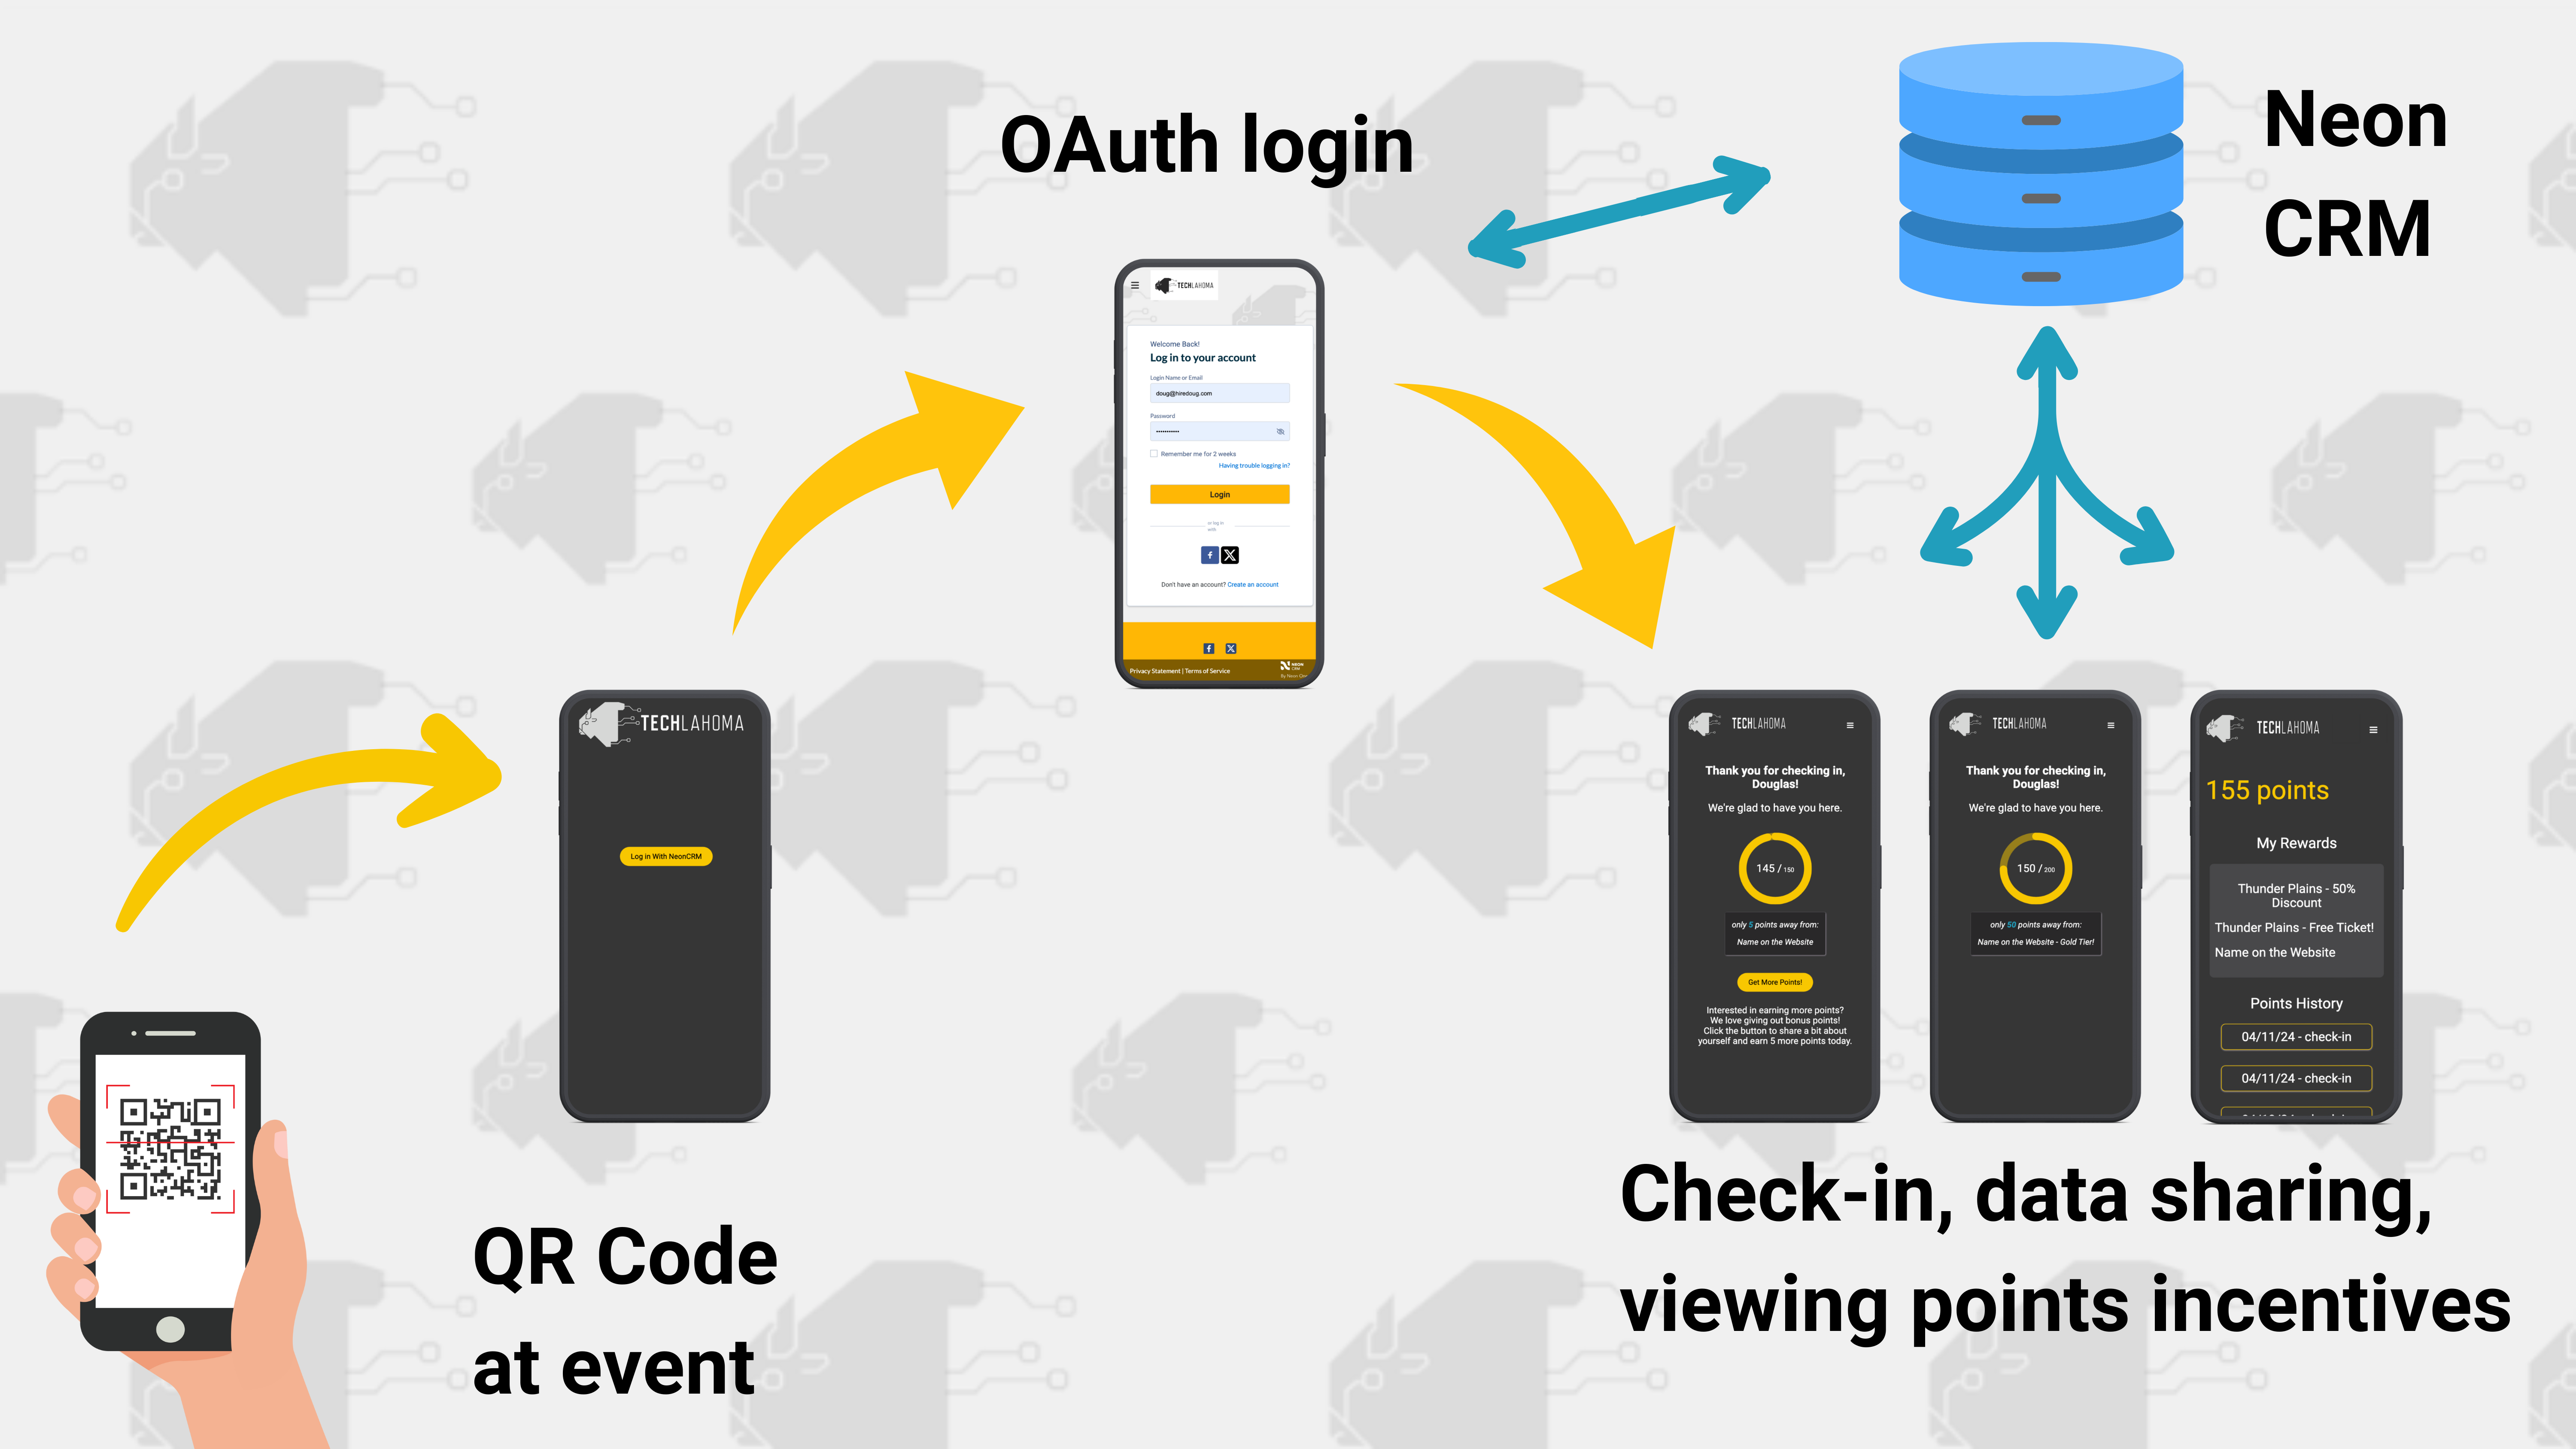 OAuth login
Neon
CRM
TECHLAHOMA
Welcome Back!
Log in to your account
Login Name or Email
doug@hiredoug.com
Password
Remember me for 2 weeks
Having trouble logging in?
Login
or log in
with
Don't have an account? Create an account
Privacy Statement | Terms of Service
NEON
CRM
TECHLAHOMA
Log in With NeonCRM
QR Code
at event
TECHLAHOMA
Thank you for checking in,
Douglas!
We're glad to have you here.
145 / 150
only 5 points away from:
Name on the Website
Get More Points!
Interested in earning more points?
We love giving out bonus points!
Click the button to share a bit about
yourself and earn 5 more points today.
TECHLAHOMA
Thank you for checking in,
Douglas!
We're glad to have you here.
150 / 200
only 50 points away from:
Name on the Website - Gold Tier!
TECHLAHOMA
155 points
My Rewards
Thunder Plains - 50%
Discount
Thunder Plains - Free Ticket!
Name on the Website
Points History
04/11/24 - check-in
04/11/24 - check-in
Check-in, data sharing,
viewing points incentives